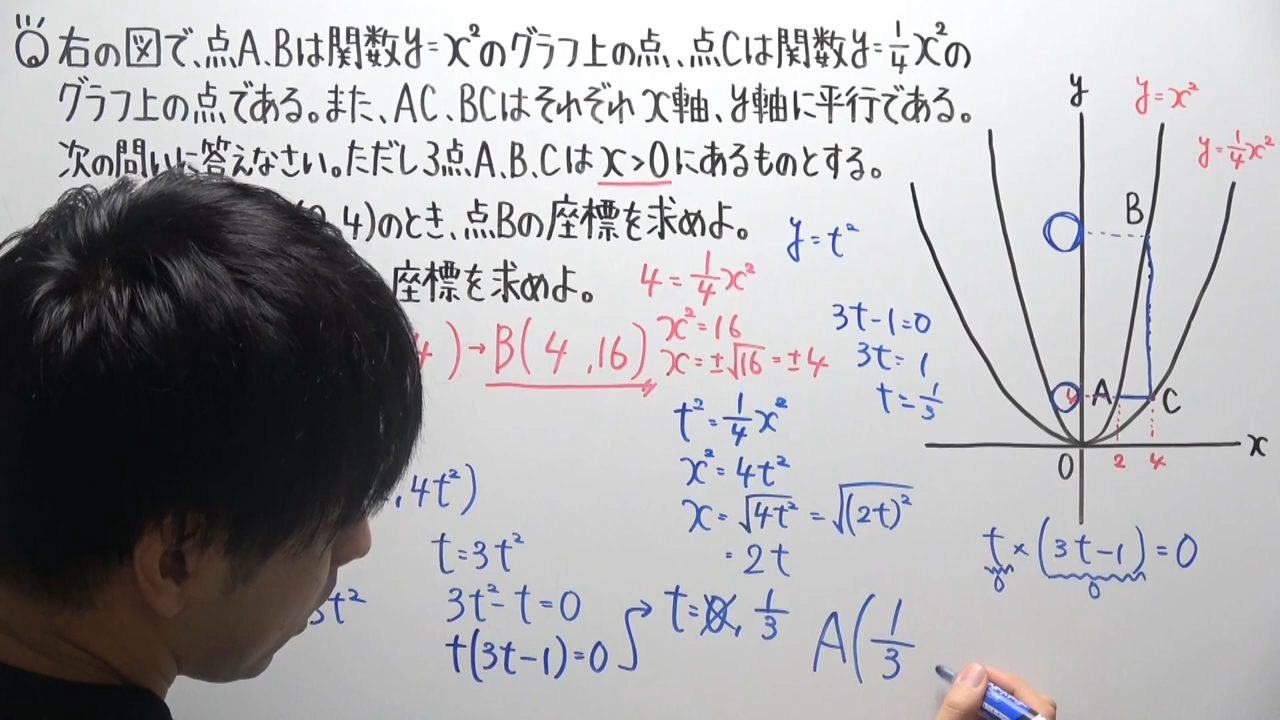 右の図で、点A、Bは関数y=x²のグラフ上の点、点Cは関数y=1/4x²の
グラフ上の点である。また、AC、BCはそれぞれx軸、y軸に平行である。
次の問いに答えなさい。ただし3点A、B、Cはx>0にあるものとする。
4)のとき、点Bの座標を求めよ。
座標を求めよ。
4)→B(4,16)
4=1/4x²
x²=16
x=±√16=±4
y=t²
3t-1=0
3t=1
t=1/3
t²=1/4x²
x²=4t²
x=√4t²=√(2t)²
=2t
,4t²)
t=3t²
t²
3t²-t=0
t(3t-1)=0
t=0,1/3
A(1/3
t×(3t-1)=0
0
0
y
y=x²
y=1/4x²
B
A
C
x
O
2
4